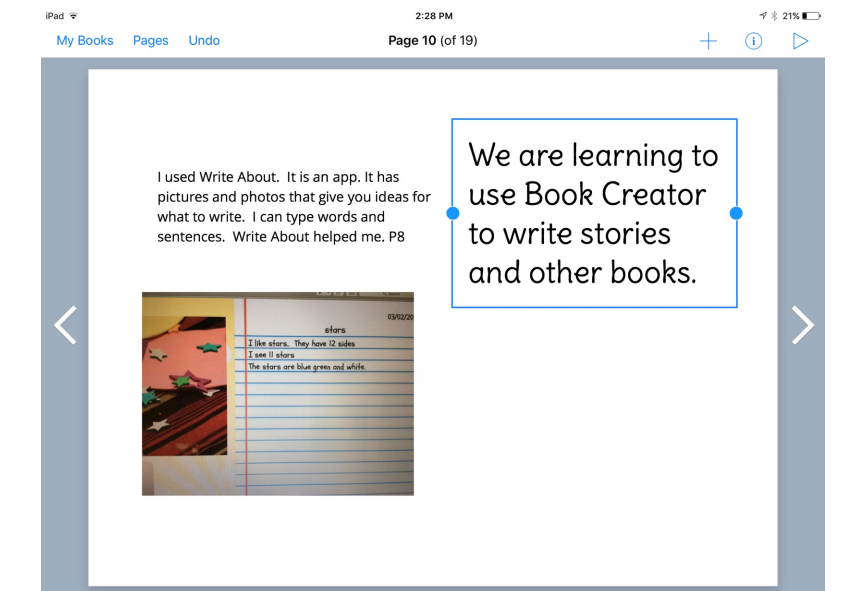 iPad
2:28 PM
21%
My Books
Pages
Undo
Page 10 (of 19)
I used Write About.  It is an app. It has
pictures and photos that give you ideas for
what to write.  I can type words and
sentences.  Write About helped me. P8
We are learning to
use Book Creator
to write stories
and other books.
03/02/20
stars
I like stars.  They have 12 sides
I see 11 stars
The stars are blue green and white.